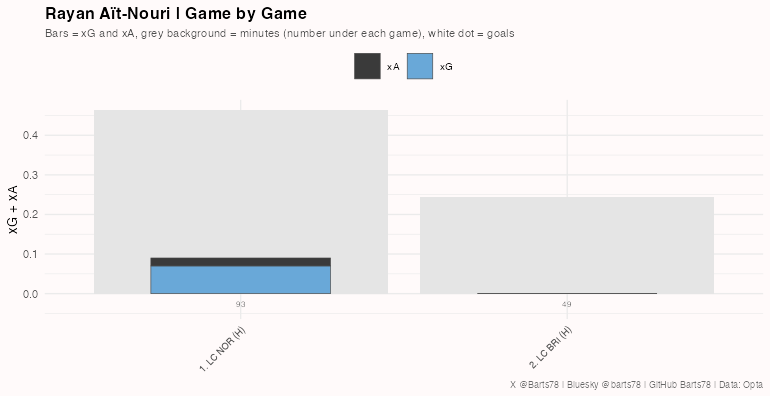 Rayan Aït-Nouri | Game by Game
Bars = xG and xA, grey background = minutes (number under each game), white dot = goals
xA xG
xG + xA
0.4
0.3
0.2
0.1
0.0
93 49
1. LC NOR (H) 2. LC BRI (H)
X @Barts78 | Bluesky @barts78 | GitHub Barts78 | Data: Opta